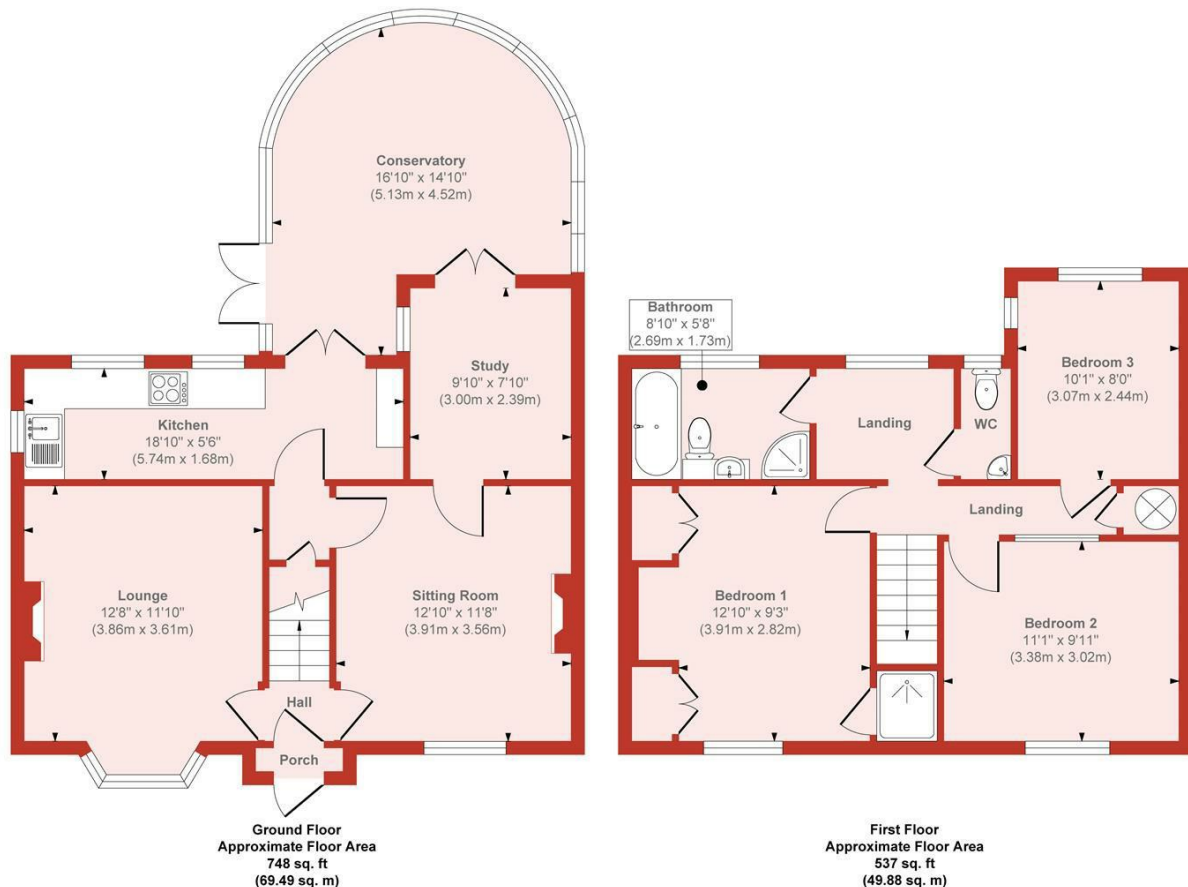 Conservatory
16'10" x 14'10"
(5.13m x 4.52m)
Study
9'10" x 7'10"
(3.00m x 2.39m)
Kitchen
18'10" x 5'6"
(5.74m x 1.68m)
Lounge
12'8" x 11'10"
(3.86m x 3.61m)
Sitting Room
12'10" x 11'8"
(3.91m x 3.56m)
Hall
Porch
Ground Floor
Approximate Floor Area
748 sq. ft
(69.49 sq. m)
Bathroom
8'10" x 5'8"
(2.69m x 1.73m)
Bedroom 3
10'1" x 8'0"
(3.07m x 2.44m)
Landing
WC
Landing
Bedroom 1
12'10" x 9'3"
(3.91m x 2.82m)
Bedroom 2
11'1" x 9'11"
(3.38m x 3.02m)
First Floor
Approximate Floor Area
537 sq. ft
(49.88 sq. m)